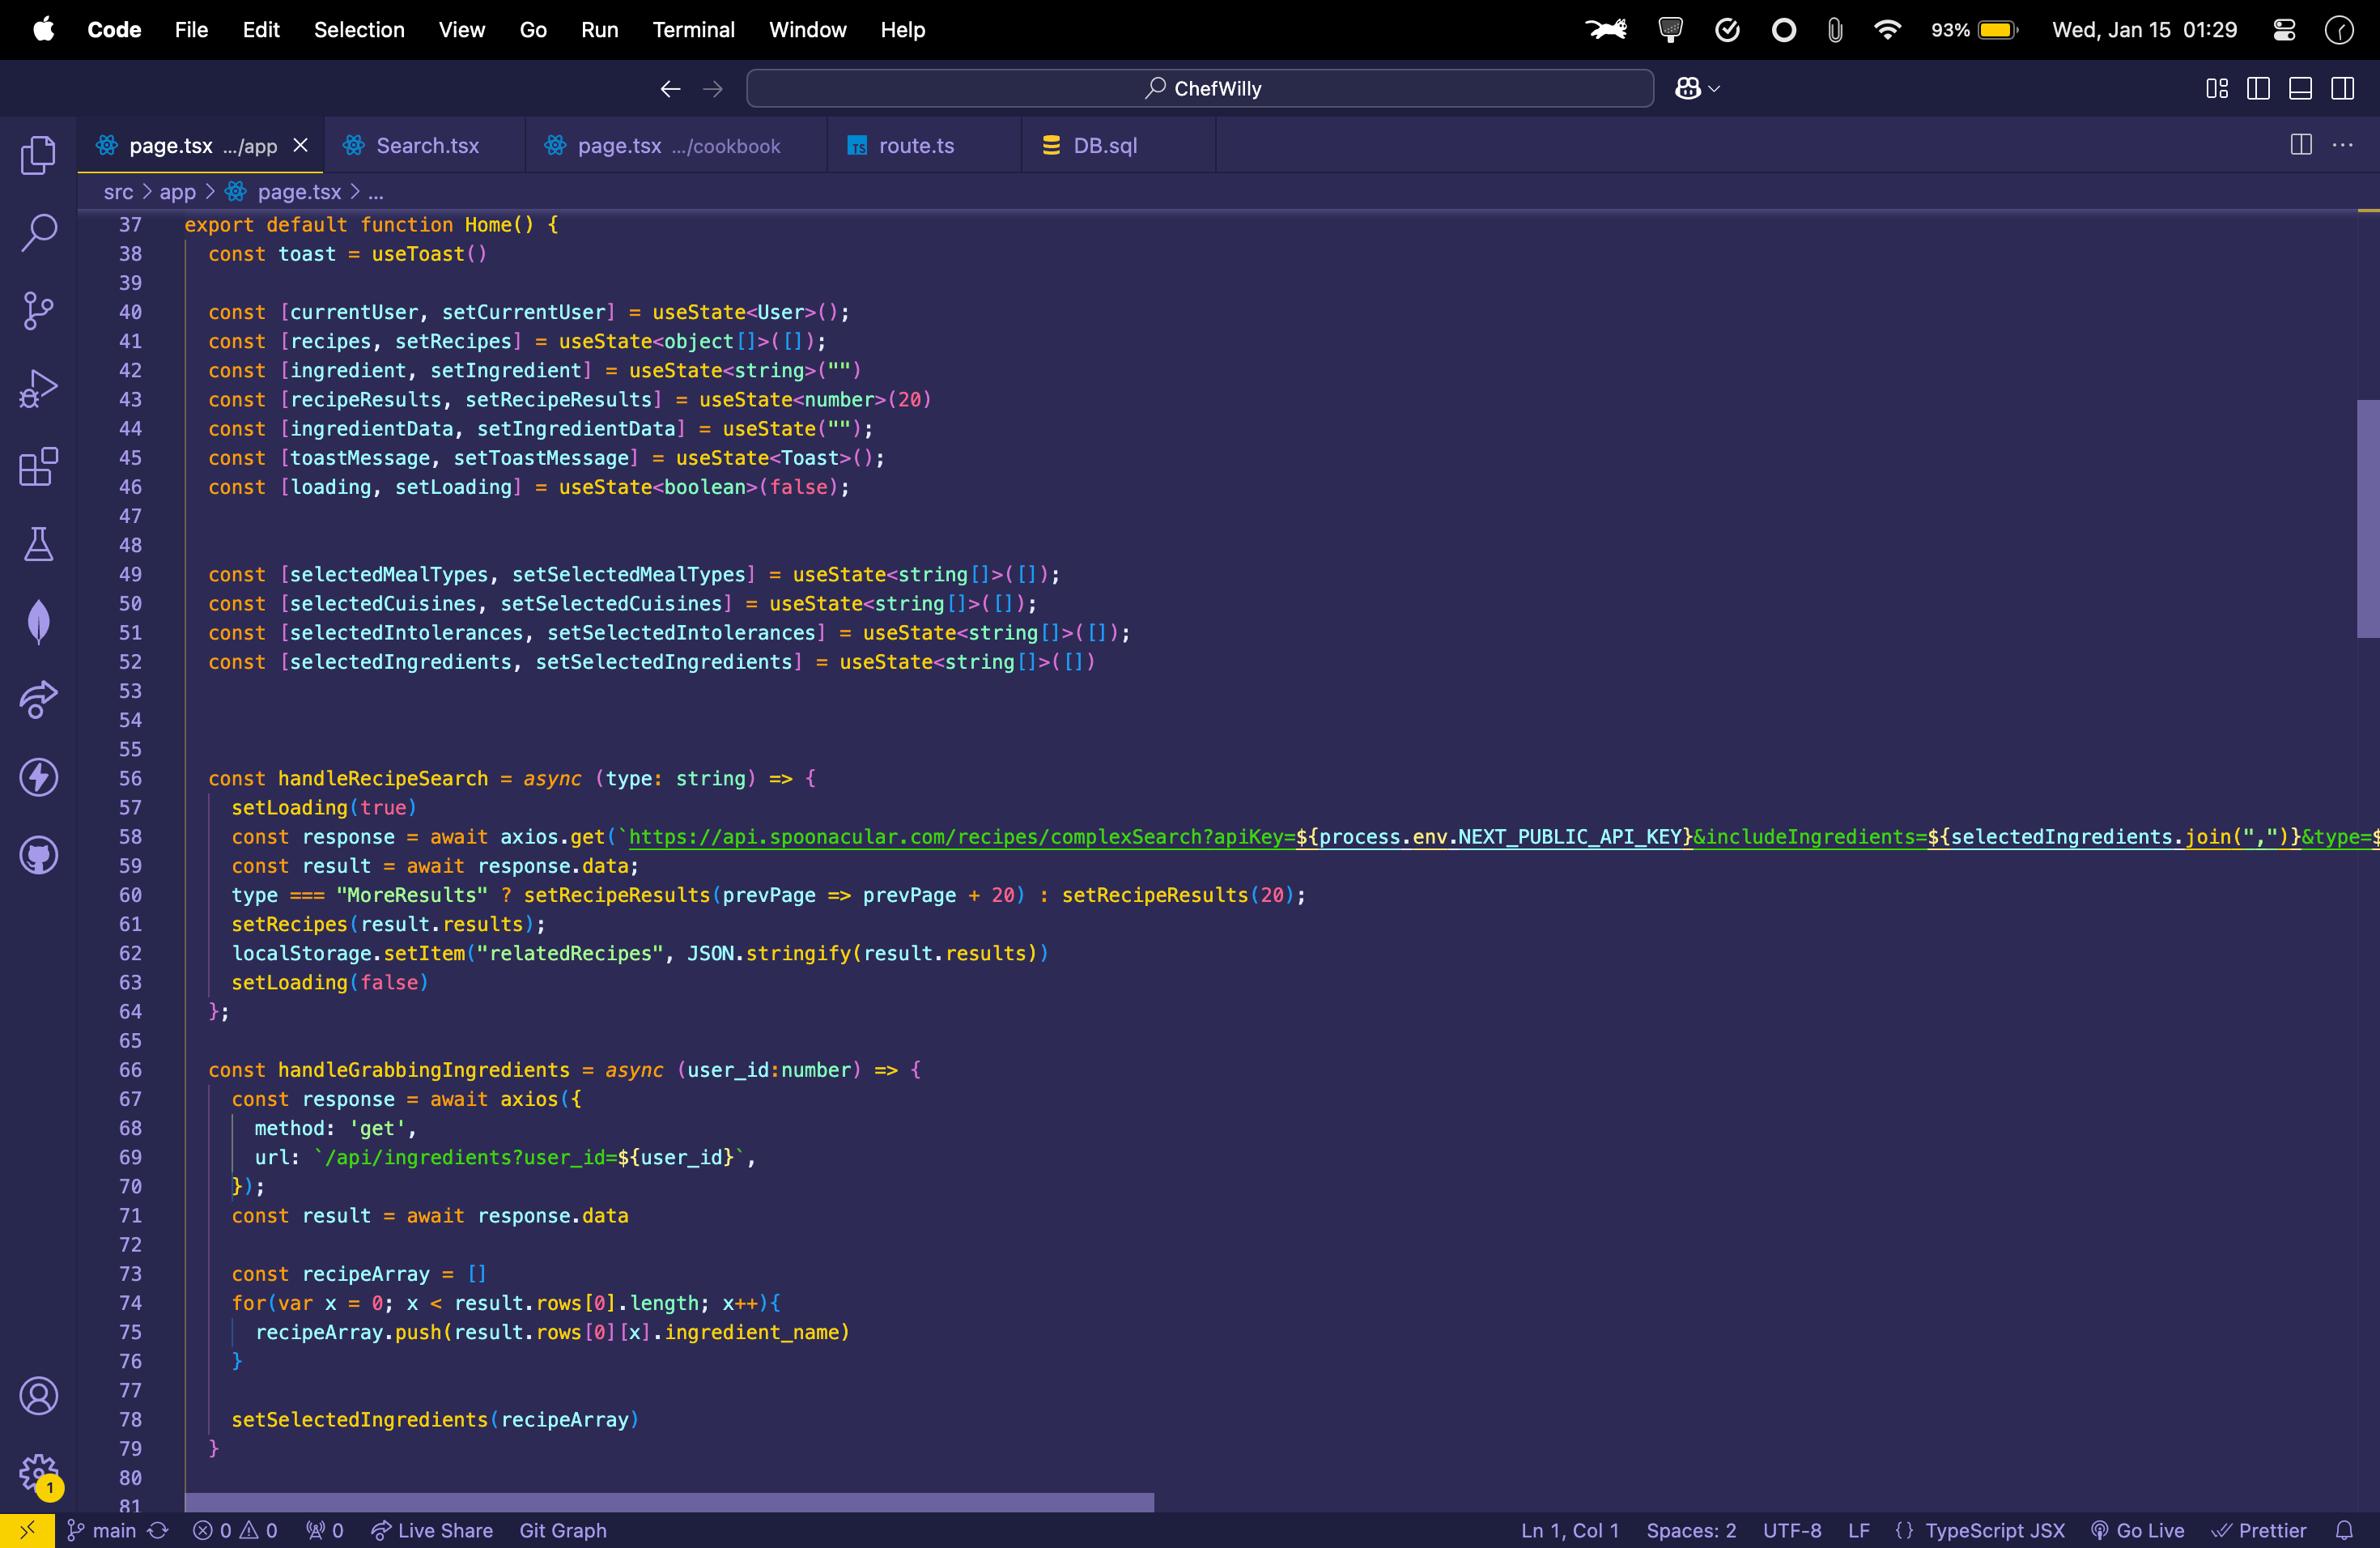 Code File Edit Selection View Go Run Terminal Window Help 93% Wed, Jan 15 01:29
ChefWilly
page.tsx .../app Search.tsx page.tsx .../cookbook TS route.ts DB.sql
src > app > page.tsx > ...
37 export default function Home() {
38 const toast = useToast()
39
40 const [currentUser, setCurrentUser] = useState<User>();
41 const [recipes, setRecipes] = useState<object[]>([]);
42 const [ingredient, setIngredient] = useState<string>("")
43 const [recipeResults, setRecipeResults] = useState<number>(20)
44 const [ingredientData, setIngredientData] = useState("");
45 const [toastMessage, setToastMessage] = useState<Toast>();
46 const [loading, setLoading] = useState<boolean>(false);
47
48
49 const [selectedMealTypes, setSelectedMealTypes] = useState<string[]>([]);
50 const [selectedCuisines, setSelectedCuisines] = useState<string[]>([]);
51 const [selectedIntolerances, setSelectedIntolerances] = useState<string[]>([]);
52 const [selectedIngredients, setSelectedIngredients] = useState<string[]>([])
53
54
55
56 const handleRecipeSearch = async (type: string) => {
57 setLoading(true)
58 const response = await axios.get(`https://api.spoonacular.com/recipes/complexSearch?apiKey=${process.env.NEXT_PUBLIC_API_KEY}&includeIngredients=${selectedIngredients.join(",")}&type=$
59 const result = await response.data;
60 type === "MoreResults" ? setRecipeResults(prevPage => prevPage + 20) : setRecipeResults(20);
61 setRecipes(result.results);
62 localStorage.setItem("relatedRecipes", JSON.stringify(result.results))
63 setLoading(false)
64 };
65
66 const handleGrabbingIngredients = async (user_id:number) => {
67 const response = await axios({
68 method: 'get',
69 url: `/api/ingredients?user_id=${user_id}`,
70 });
71 const result = await response.data
72
73 const recipeArray = []
74 for(var x = 0; x < result.rows[0].length; x++){
75 recipeArray.push(result.rows[0][x].ingredient_name)
76 }
77
78 setSelectedIngredients(recipeArray)
79 }
80
81
1
main 0 0 0 Live Share Git Graph Ln 1, Col 1 Spaces: 2 UTF-8 LF {} TypeScript JSX Go Live Prettier